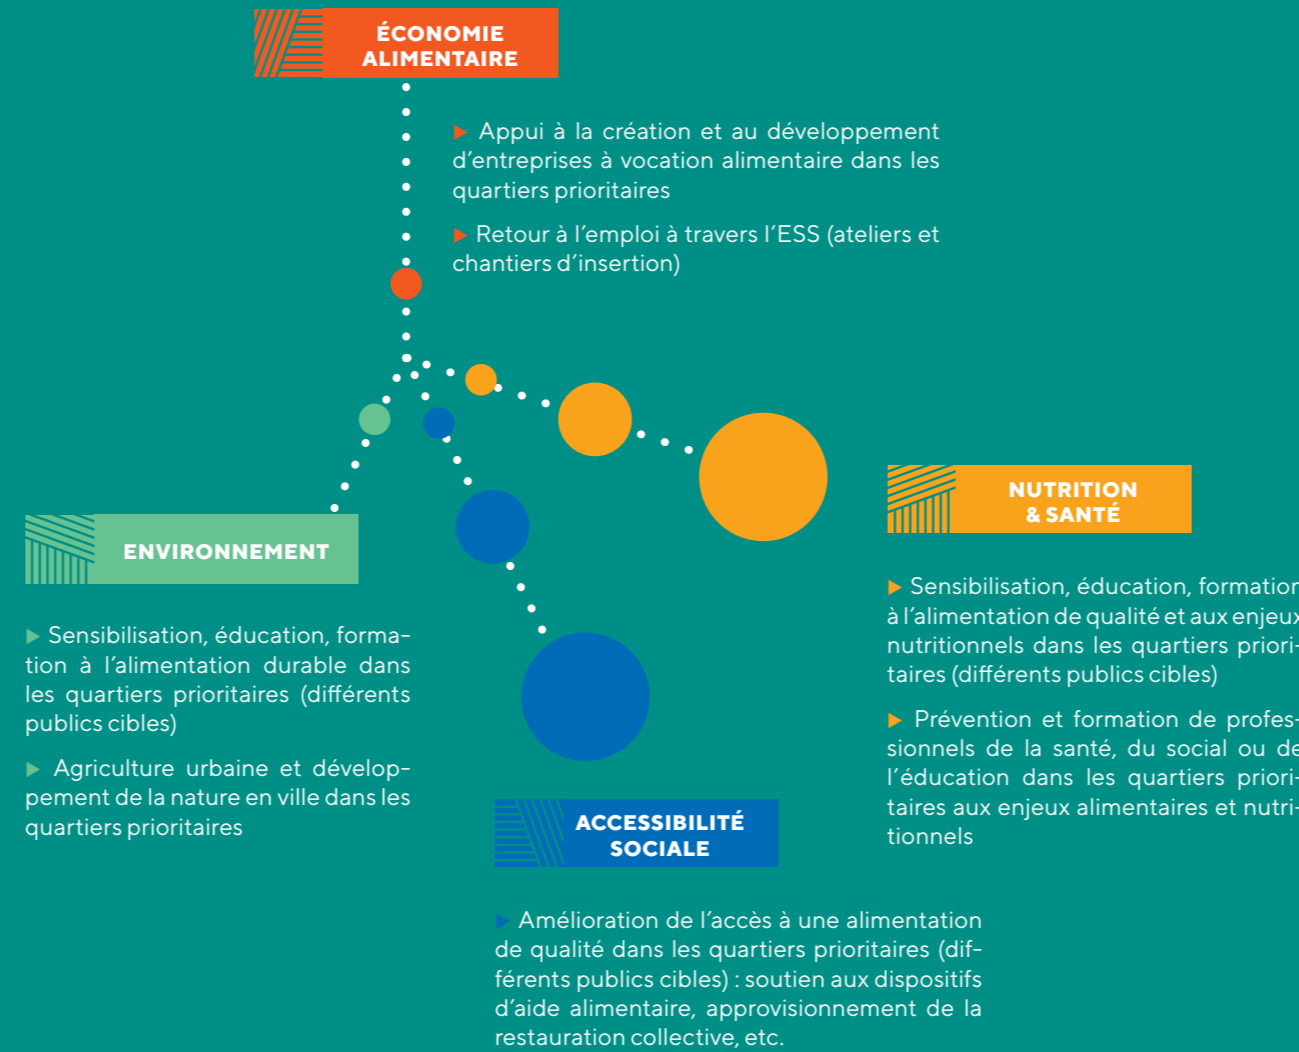 ÉCONOMIE
ALIMENTAIRE
▶ Appui à la création et au développement
d’entreprises à vocation alimentaire dans les
quartiers prioritaires
▶ Retour à l’emploi à travers l’ESS (ateliers et
chantiers d’insertion)
ENVIRONNEMENT
▶ Sensibilisation, éducation, forma-
tion à l’alimentation durable dans
les quartiers prioritaires (différents
publics cibles)
▶ Agriculture urbaine et dévelop-
pement de la nature en ville dans les
quartiers prioritaires
NUTRITION
& SANTÉ
▶ Sensibilisation, éducation, formation
à l’alimentation de qualité et aux enjeux
nutritionnels dans les quartiers priori-
taires (différents publics cibles)
▶ Prévention et formation de profes-
sionnels de la santé, du social ou de
l’éducation dans les quartiers priori-
taires aux enjeux alimentaires et nutri-
tionnels
ACCESSIBILITÉ
SOCIALE
▶ Amélioration de l’accès à une alimentation
de qualité dans les quartiers prioritaires (dif-
férents publics cibles) : soutien aux dispositifs
d’aide alimentaire, approvisionnement de la
restauration collective, etc.